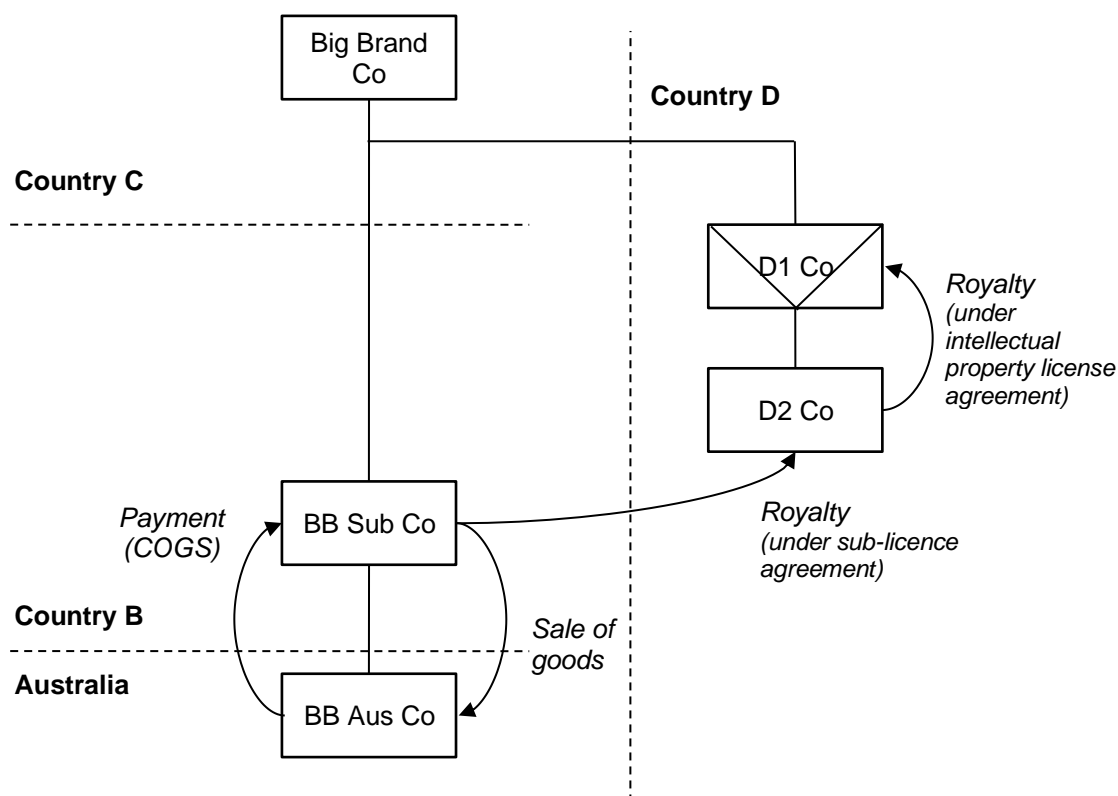 Big Brand
Co
Country D
Country C
D1 Co
Royalty
(under
intellectual
property license
agreement)
D2 Co
Payment
(COGS)
BB Sub Co
Royalty
(under sub-licence
agreement)
Country B
Sale of
goods
Australia
BB Aus Co